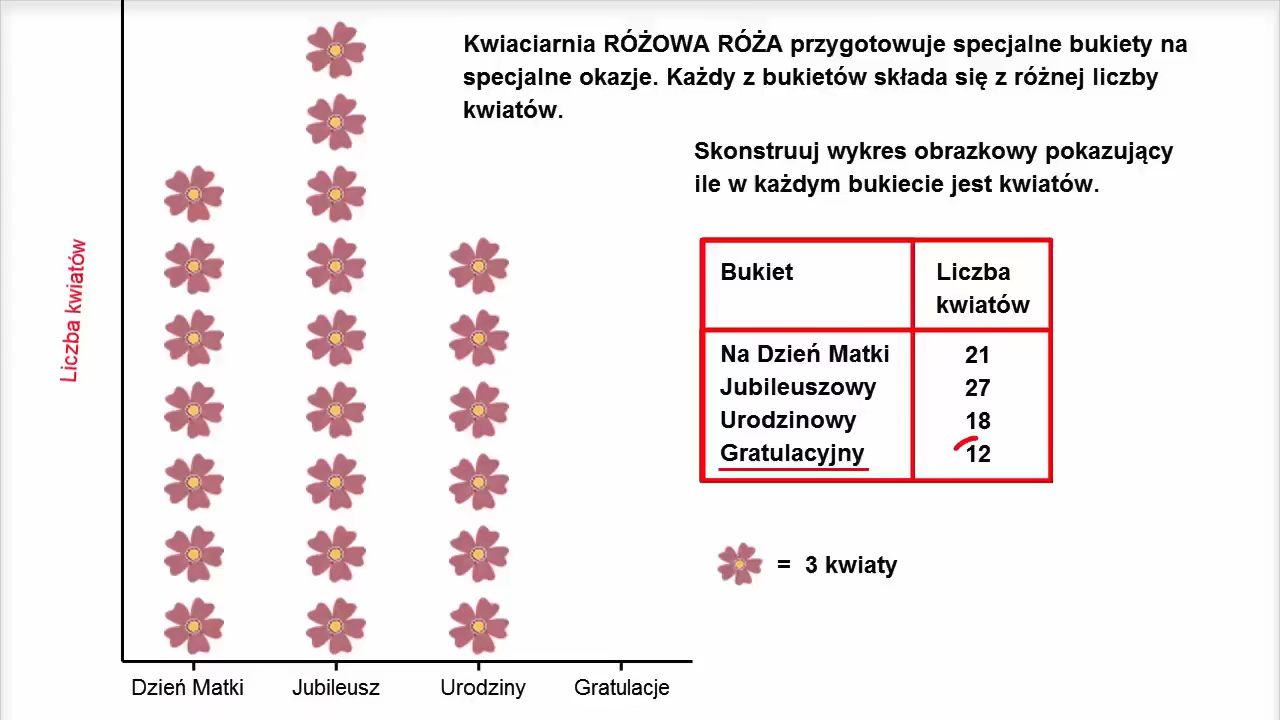 Kwiaciarnia RÓŻOWA RÓŻA przygotowuje specjalne bukiety na
specjalne okazje. Każdy z bukietów składa się z różnej liczby
kwiatów.
Skonstruuj wykres obrazkowy pokazujący
ile w każdym bukiecie jest kwiatów.
Liczba kwiatów
Bukiet Liczba
kwiatów
Na Dzień Matki 21
Jubileuszowy 27
Urodzinowy 18
Gratulacyjny 12
= 3 kwiaty
Dzień Matki Jubileusz Urodziny Gratulacje